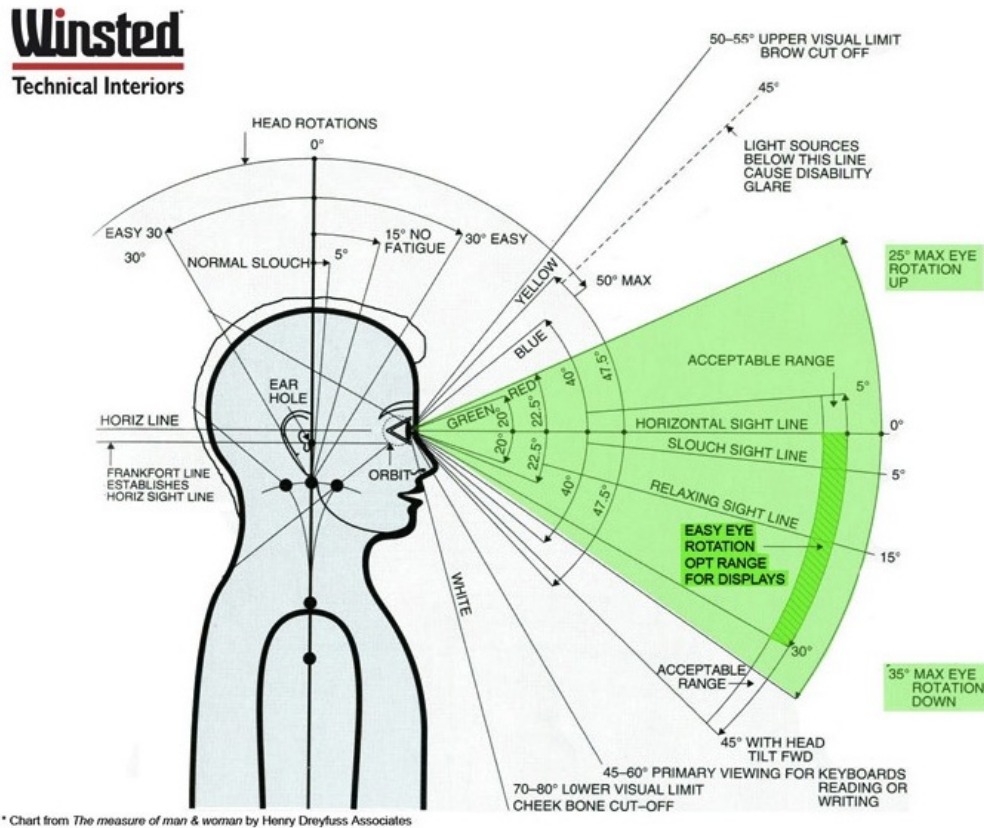 Winsted
Technical Interiors
50–55° UPPER VISUAL LIMIT
BROW CUT OFF
45°
LIGHT SOURCES
BELOW THIS LINE
CAUSE DISABILITY
GLARE
HEAD ROTATIONS
0°
EASY 30
30°
15° NO
FATIGUE
30° EASY
NORMAL SLOUCH
5°
YELLOW
50° MAX
25° MAX EYE
ROTATION
UP
BLUE
40°
47.5°
ACCEPTABLE RANGE
5°
EAR
HOLE
GREEN
RED
20°
22.5°
HORIZ LINE
HORIZONTAL SIGHT LINE
0°
20°
22.5°
SLOUCH SIGHT LINE
5°
FRANKFORT LINE
ESTABLISHES
HORIZ SIGHT LINE
ORBIT
40°
47.5°
RELAXING SIGHT LINE
15°
EASY EYE
ROTATION
OPT RANGE
FOR DISPLAYS
WHITE
30°
ACCEPTABLE
RANGE
35° MAX EYE
ROTATION
DOWN
45° WITH HEAD
TILT FWD
45–60° PRIMARY VIEWING FOR KEYBOARDS
READING OR
WRITING
70–80° LOWER VISUAL LIMIT
CHEEK BONE CUT–OFF
* Chart from The measure of man & woman by Henry Dreyfuss Associates